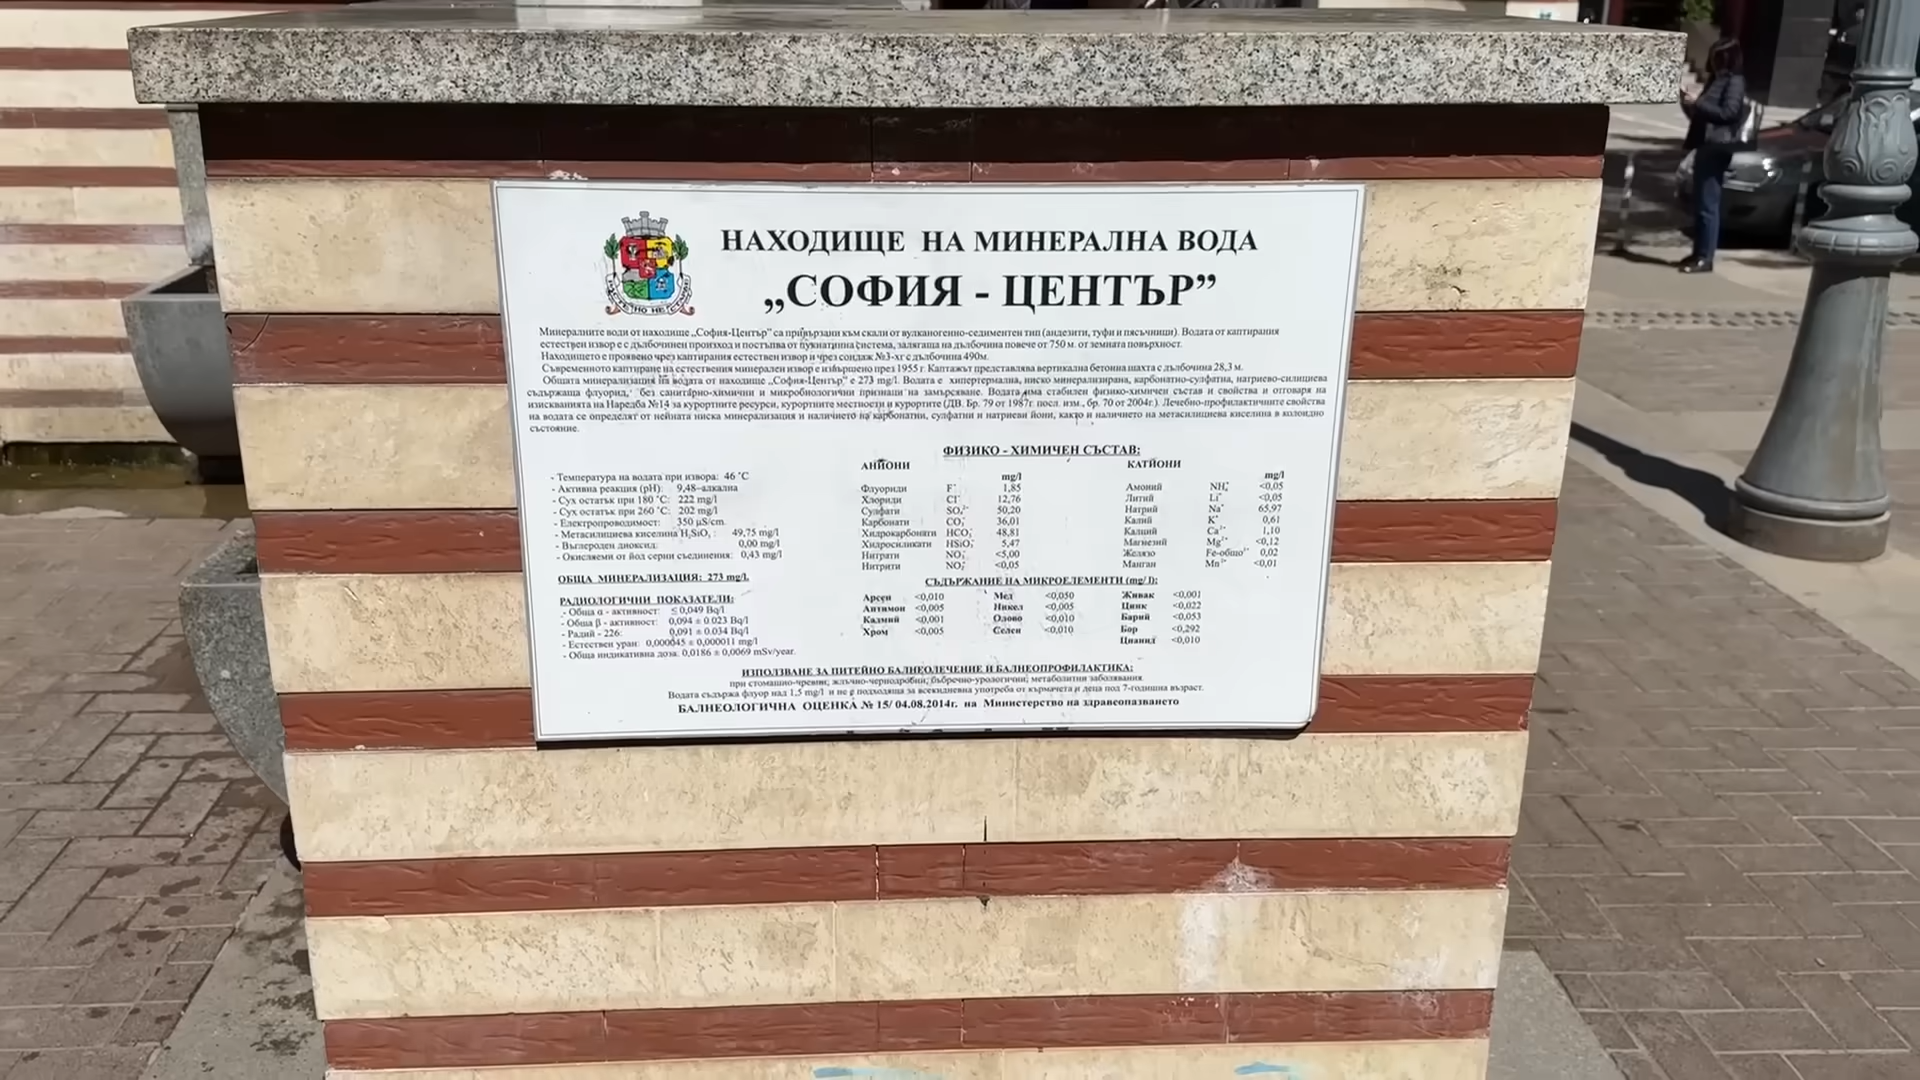 НАХОДИЩЕ НА МИНЕРАЛНА ВОДА
„СОФИЯ - ЦЕНТЪР”
Минералните води от находище „София-Център” са привързани към скали от вулканогенно-седиментен тип (андезити, туфи и пясъчници). Водата от каптирания
естествен извор е с дълбочинен произход и постъпва от пукнатинна система, залягаща на дълбочина повече от 750 м. от земната повърхност.
Находището е проявено чрез каптирания естествен извор и чрез сондаж №3-хг с дълбочина 490м.
Съвременното каптиране на естествения минерален извор е извършено през 1955 г. Каптажът представлява вертикална бетонна шахта с дълбочина 28,3 м.
Общата минерализация на водата от находище „София-Център” е 273 mg/l. Водата е хипертермална, ниско минерализирана, карбонатно-сулфатна, натриево-силициева
съдържаща флуорид, без санитарно-химични и микробиологични признаци на замърсяване. Водата има стабилен физико-химичен състав и свойства и отговаря на
изискванията на Наредба №14 за курортните ресурси, курортните местности и курортите (ДВ. Бр. 79 от 1987г. посл. изм., бр. 70 от 2004г.). Лечебно-профилактичните свойства
на водата се определят от нейната ниска минерализация и наличието на карбонатни, сулфатни и натриеви йони, както и наличието на метасилициева киселина в колоидно
състояние.
ФИЗИКО - ХИМИЧЕН СЪСТАВ:
- Температура на водата при извора: 46 °C
- Активна реакция (pH): 9,48–алкална
- Сух остатък при 180 °C: 222 mg/l
- Сух остатък при 260 °C: 202 mg/l
- Електропроводимост: 350 µS/cm.
- Метасилициева киселина H₂SiO₃ : 49,75 mg/l
- Въглероден диоксид: 0,00 mg/l
- Окисляеми от йод серни съединения: 0,43 mg/l
ОБЩА МИНЕРАЛИЗАЦИЯ: 273 mg/l.
РАДИОЛОГИЧНИ ПОКАЗАТЕЛИ:
- Обща α - активност: ≤ 0,049 Bq/l
- Обща β - активност: 0,094 ± 0.023 Bq/l
- Радий - 226: 0,091 ± 0.034 Bq/l
- Естествен уран: 0,000045 ± 0,000011 mg/l
- Обща индикативна доза: 0,0186 ± 0,0069 mSv/year.
АНИОНИ
mg/l
Флуориди F⁻ 1,85
Хлориди Cl⁻ 12,76
Сулфати SO₄²⁻ 50,20
Карбонати CO₃⁻ 36,01
Хидрокарбонати HCO₃⁻ 48,81
Хидросиликати HSiO₃⁻ 5,47
Нитрати NO₃⁻ <5,00
Нитрити NO₂⁻ <0,05
КАТИОНИ
mg/l
Амоний NH₄⁺ <0,05
Литий Li⁺ <0,05
Натрий Na⁺ 65,97
Калий K⁺ 0,61
Калций Ca²⁺ 1,10
Магнезий Mg²⁺ <0,12
Желязо Fe-общо 0,02
Манган Mn²⁺ <0,01
СЪДЪРЖАНИЕ НА МИКРОЕЛЕМЕНТИ (mg/ l):
Арсен <0,010 Мед <0,050 Живак <0,001
Антимон <0,005 Никел <0,005 Цинк <0,022
Кадмий <0,001 Олово <0,010 Барий <0,053
Хром <0,005 Селен <0,010 Бор <0,292
Цианид <0,010
ИЗПОЛЗВАНЕ ЗА ПИТЕЙНО БАЛНЕОЛЕЧЕНИЕ И БАЛНЕОПРОФИЛАКТИКА:
при стомашно-чревни; жлъчно-чернодробни; бъбречно-урологични; метаболитни заболявания.
Водата съдържа флуор над 1,5 mg/l и не е подходяща за всекидневна употреба от кърмачета и деца под 7-годишна възраст.
БАЛНЕОЛОГИЧНА ОЦЕНКА № 15/ 04.08.2014г. на Министерство на здравеопазването